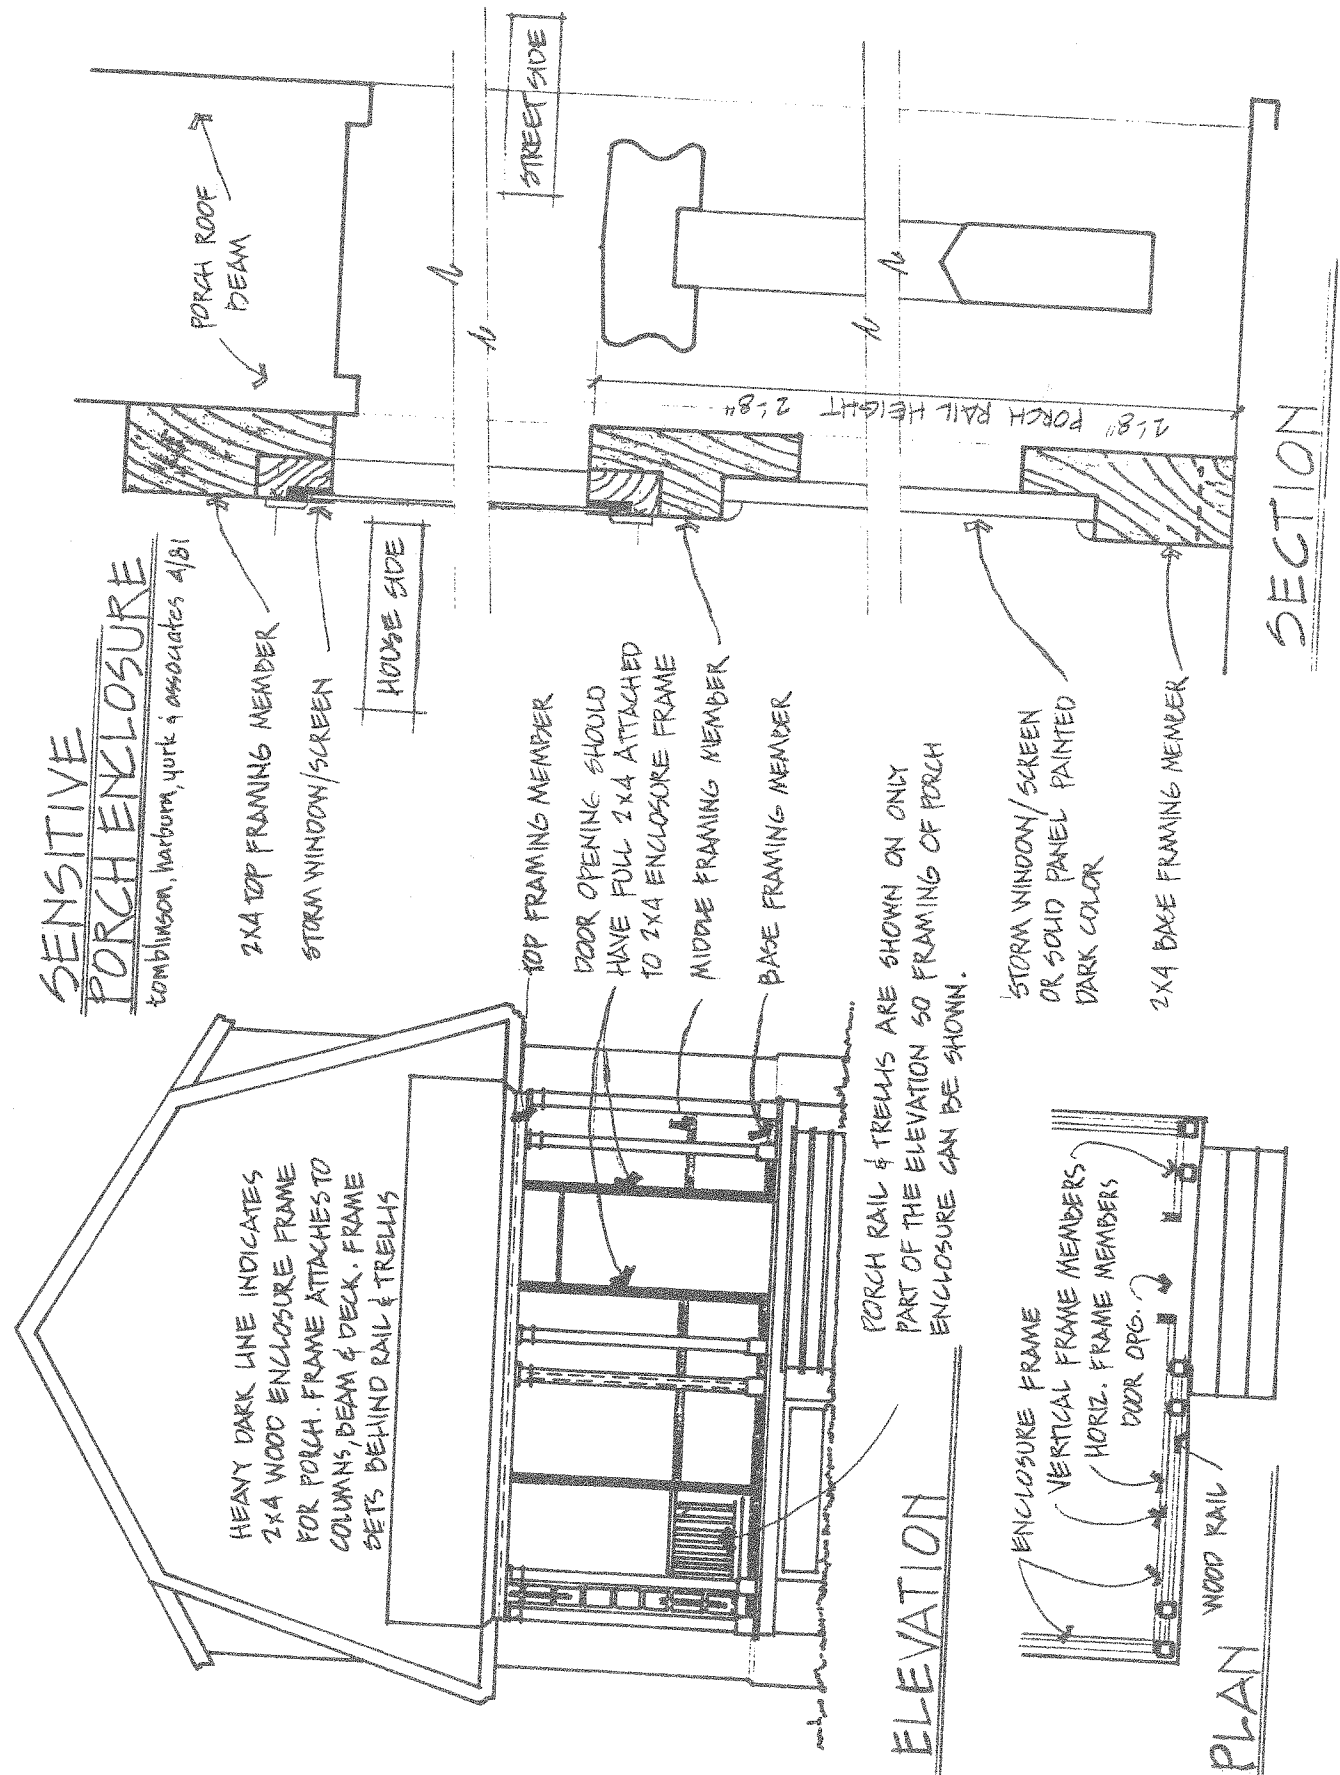 SENSITIVE
PORCH ENCLOSURE
tomblinson, harburn, york & associates 4/81
HEAVY DARK LINE INDICATES
2X4 WOOD ENCLOSURE FRAME
FOR PORCH. FRAME ATTACHES TO
COLUMNS, BEAM & DECK. FRAME
SETS BEHIND RAIL & TRELLIS
TOP FRAMING MEMBER
DOOR OPENING SHOULD
HAVE FULL 2X4 ATTACHED
TO 2X4 ENCLOSURE FRAME
MIDDLE FRAMING MEMBER
BASE FRAMING MEMBER
PORCH RAIL & TRELLIS ARE SHOWN ON ONLY
PART OF THE ELEVATION SO FRAMING OF PORCH
ENCLOSURE CAN BE SHOWN.
ELEVATION
ENCLOSURE FRAME
VERTICAL FRAME MEMBERS
HORIZ. FRAME MEMBERS
DOOR OPG.
WOOD RAIL
PLAN
2X4 TOP FRAMING MEMBER
STORM WINDOW/SCREEN
HOUSE SIDE
PORCH ROOF
BEAM
STREET SIDE
2'-8" PORCH RAIL HEIGHT 2'-8"
STORM WINDOW/SCREEN
OR SOLID PANEL PAINTED
DARK COLOR
2X4 BASE FRAMING MEMBER
SECTION